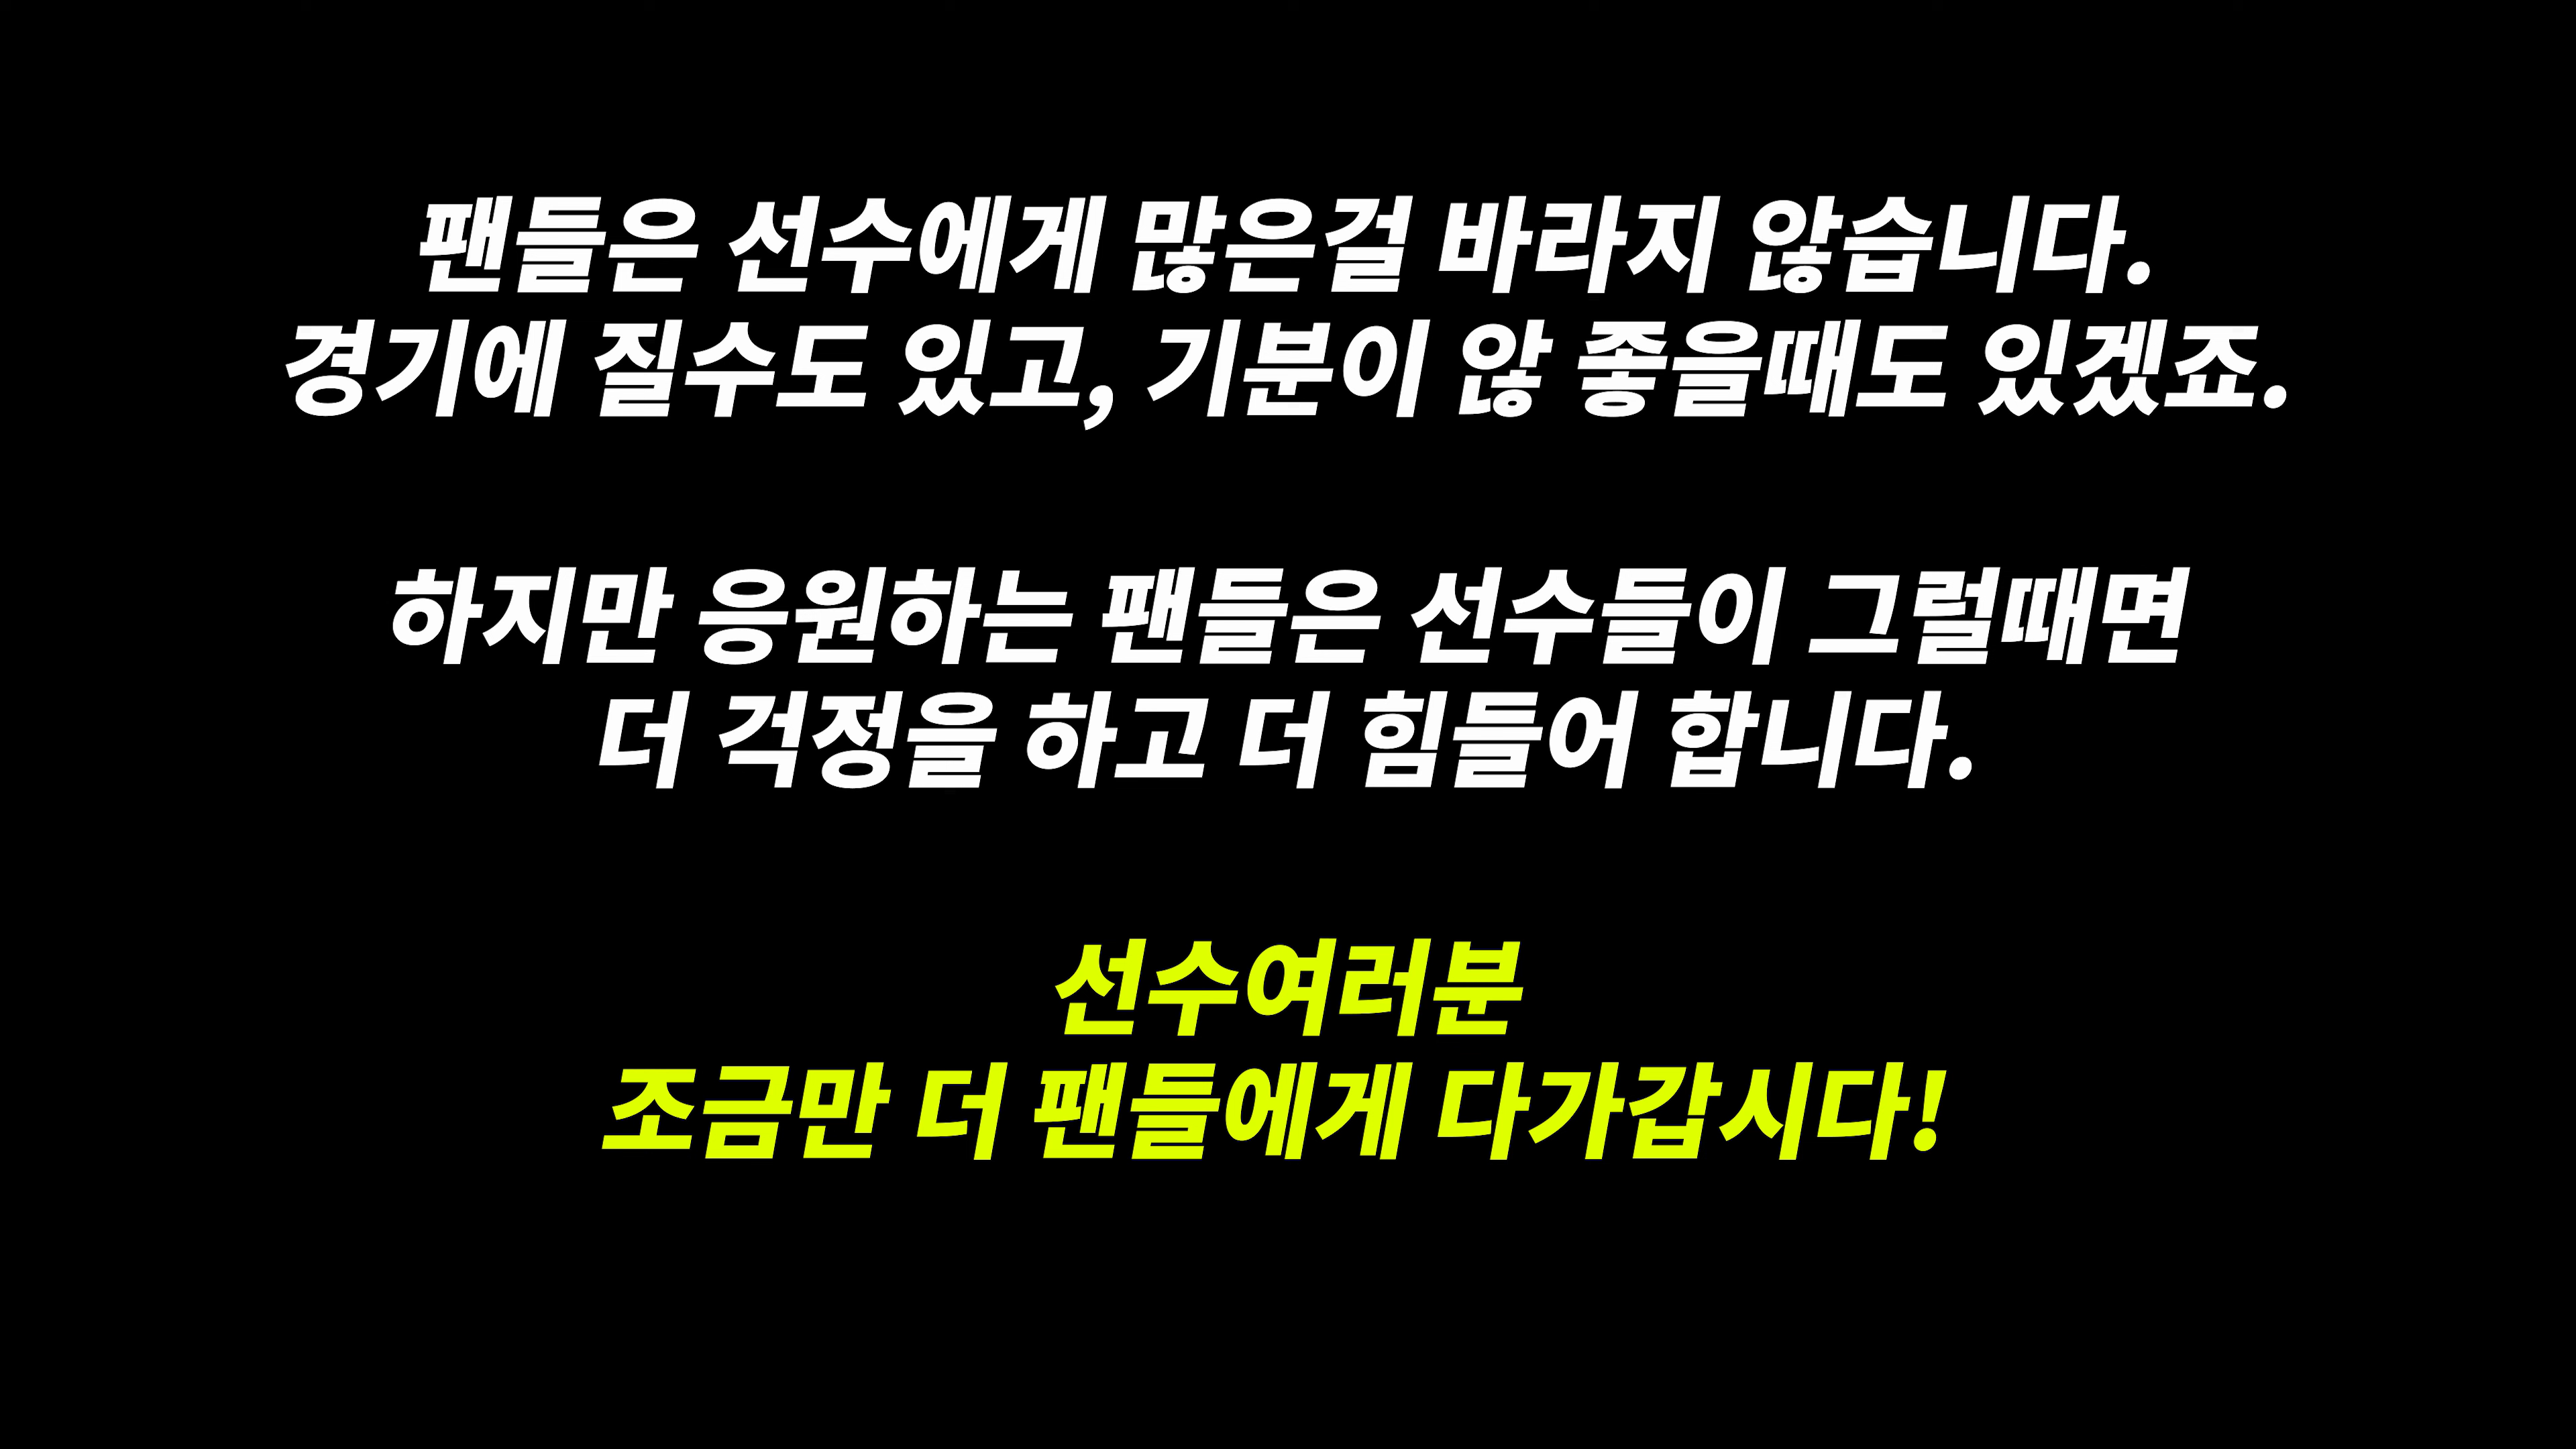 팬들은 선수에게 많은걸 바라지 않습니다.
경기에 질수도 있고, 기분이 않 좋을때도 있겠죠.
하지만 응원하는 팬들은 선수들이 그럴때면
더 걱정을 하고 더 힘들어 합니다.
선수여러분
조금만 더 팬들에게 다가갑시다!